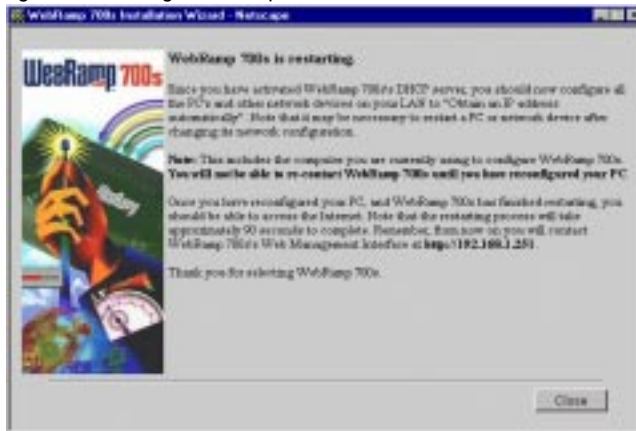 WebRamp 700s Installation Wizard - Netscape
WebRamp 700s
WebRamp 700s is restarting.
Since you have activated WebRamp 700s's DHCP server, you should now configure all
the PC's and other network devices on your LAN to "Obtain an IP address
automatically". Note that it may be necessary to restart a PC or network device after
changing its network configuration.
Note: This includes the computer you are currently using to configure WebRamp 700s.
You will not be able to re-contact WebRamp 700s until you have reconfigured your PC
Once you have reconfigured your PC, and WebRamp 700s has finished restarting, you
should be able to access the Internet. Note that the restarting process will take
approximately 90 seconds to complete. Remember, from now on you will contact
WebRamp 700s's Web Management Interface at http://192.168.1.251.
Thank you for selecting WebRamp 700s.
today
Close